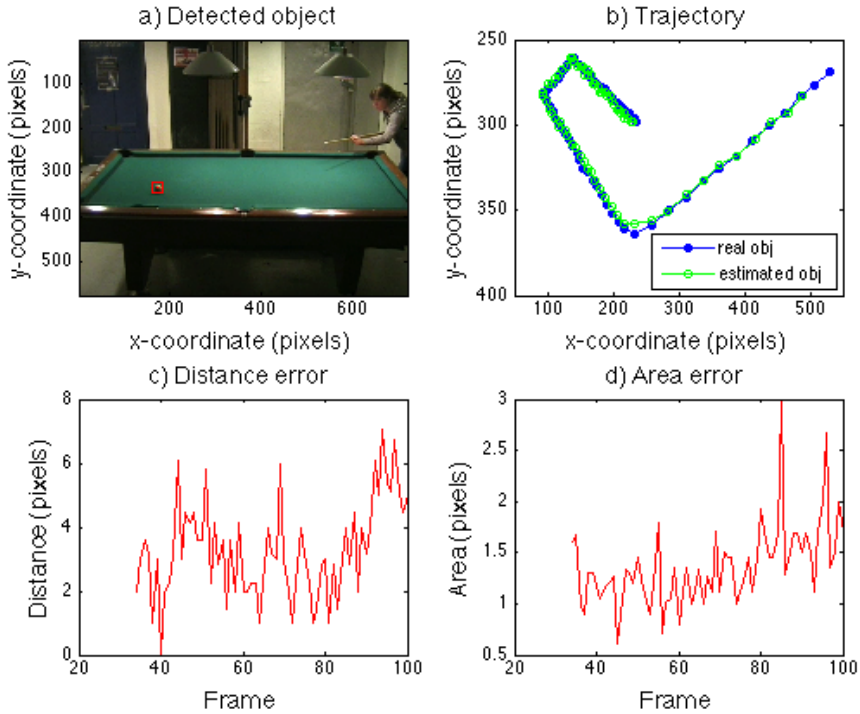 a) Detected object
0
100
200
300
400
500
200
400
600
y-coordinate (pixels)
x-coordinate (pixels)
b) Trajectory
250
300
350
400
100
200
300
400
500
y-coordinate (pixels)
real obj
estimated obj
x-coordinate (pixels)
c) Distance error
8
6
4
2
0
20
40
60
80
100
Distance (pixels)
Frame
d) Area error
3
2.5
2
1.5
1
0.5
20
40
60
80
100
Area (pixels)
Frame